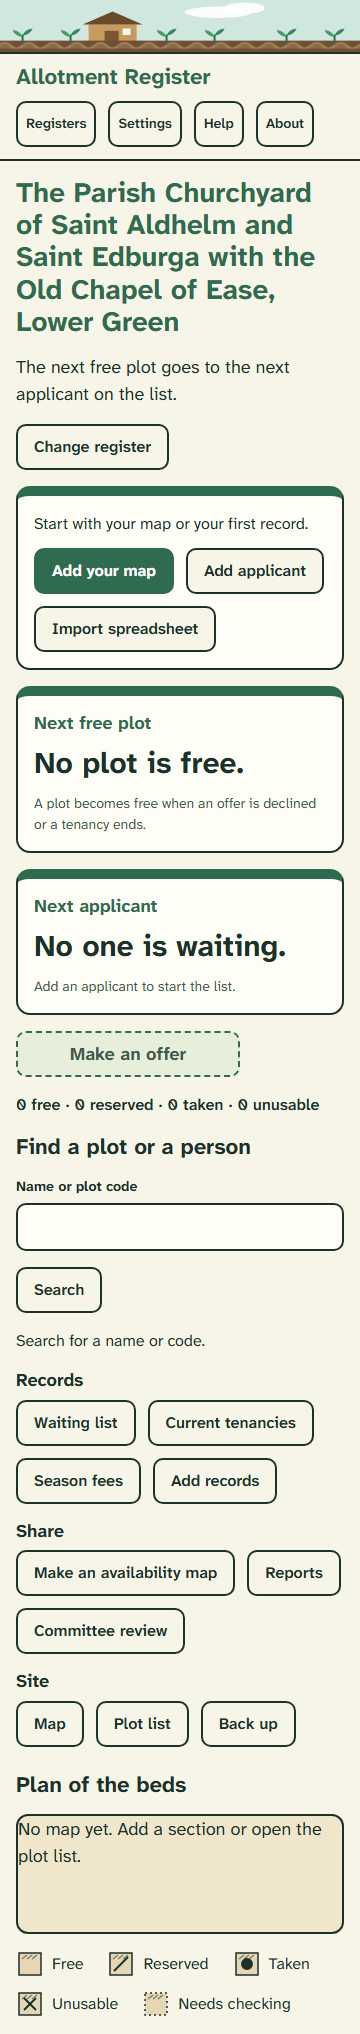 Allotment Register
Registers
Settings
Help
About
The Parish Churchyard
of Saint Aldhelm and
Saint Edburga with the
Old Chapel of Ease,
Lower Green
The next free plot goes to the next
applicant on the list.
Change register
Start with your map or your first record.
Add your map
Add applicant
Import spreadsheet
Next free plot
No plot is free.
A plot becomes free when an offer is declined
or a tenancy ends.
Next applicant
No one is waiting.
Add an applicant to start the list.
Make an offer
0 free · 0 reserved · 0 taken · 0 unusable
Find a plot or a person
Name or plot code
Search
Search for a name or code.
Records
Waiting list
Current tenancies
Season fees
Add records
Share
Make an availability map
Reports
Committee review
Site
Map
Plot list
Back up
Plan of the beds
No map yet. Add a section or open the
plot list.
Free
Reserved
Taken
Unusable
Needs checking